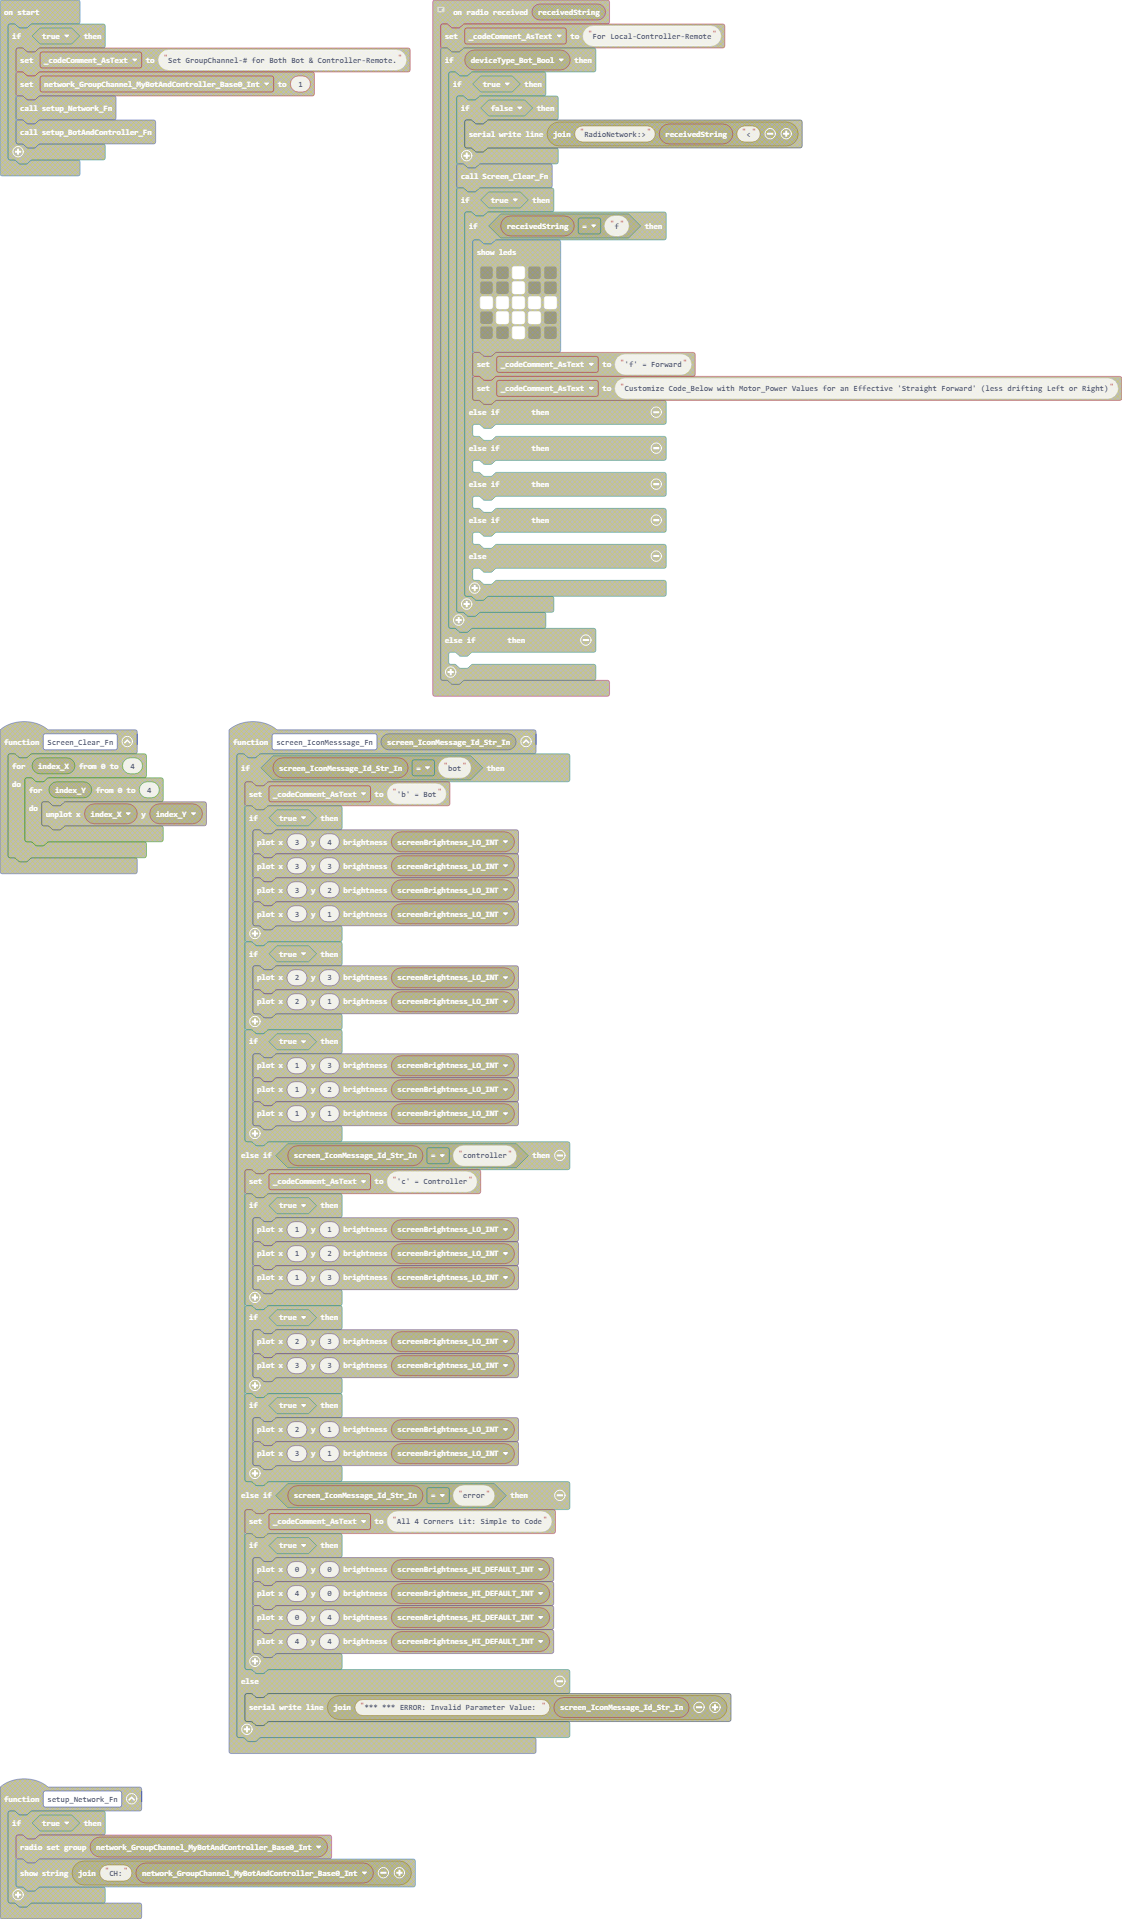 on start
if true then
set _codeComment_AsText to "Set GroupChannel-# for Both Bot & Controller-Remote."
set network_GroupChannel_MyBotAndController_Base0_Int to 1
call setup_Network_Fn
call setup_BotAndController_Fn
on radio received receivedString
set _codeComment_AsText to "For Local-Controller-Remote"
if deviceType_Bot_Bool then
if true then
if false then
serial write line join "RadioNetwork:>" receivedString "<"
call Screen_Clear_Fn
if true then
if receivedString = "f" then
show leds
set _codeComment_AsText to "'f' = Forward"
set _codeComment_AsText to "Customize Code_Below with Motor_Power Values for an Effective 'Straight Forward' (less drifting Left or Right)"
else if then
else if then
else if then
else if then
else
else if then
function Screen_Clear_Fn
for index_X from 0 to 4
do for index_Y from 0 to 4
do unplot x index_X y index_Y
function screen_IconMesssage_Fn screen_IconMessage_Id_Str_In
if screen_IconMessage_Id_Str_In = "bot" then
set _codeComment_AsText to "'b' = Bot"
if true then
plot x 3 y 4 brightness screenBrightness_LO_INT
plot x 3 y 3 brightness screenBrightness_LO_INT
plot x 3 y 2 brightness screenBrightness_LO_INT
plot x 3 y 1 brightness screenBrightness_LO_INT
if true then
plot x 2 y 3 brightness screenBrightness_LO_INT
plot x 2 y 1 brightness screenBrightness_LO_INT
if true then
plot x 1 y 3 brightness screenBrightness_LO_INT
plot x 1 y 2 brightness screenBrightness_LO_INT
plot x 1 y 1 brightness screenBrightness_LO_INT
else if screen_IconMessage_Id_Str_In = "controller" then
set _codeComment_AsText to "'c' = Controller"
if true then
plot x 1 y 1 brightness screenBrightness_LO_INT
plot x 1 y 2 brightness screenBrightness_LO_INT
plot x 1 y 3 brightness screenBrightness_LO_INT
if true then
plot x 2 y 3 brightness screenBrightness_LO_INT
plot x 3 y 3 brightness screenBrightness_LO_INT
if true then
plot x 2 y 1 brightness screenBrightness_LO_INT
plot x 3 y 1 brightness screenBrightness_LO_INT
else if screen_IconMessage_Id_Str_In = "error" then
set _codeComment_AsText to "All 4 Corners Lit: Simple to Code"
if true then
plot x 0 y 0 brightness screenBrightness_HI_DEFAULT_INT
plot x 4 y 0 brightness screenBrightness_HI_DEFAULT_INT
plot x 0 y 4 brightness screenBrightness_HI_DEFAULT_INT
plot x 4 y 4 brightness screenBrightness_HI_DEFAULT_INT
else
serial write line join "*** *** ERROR: Invalid Parameter Value: " screen_IconMessage_Id_Str_In
function setup_Network_Fn
if true then
radio set group network_GroupChannel_MyBotAndController_Base0_Int
show string join "CH:" network_GroupChannel_MyBotAndController_Base0_Int